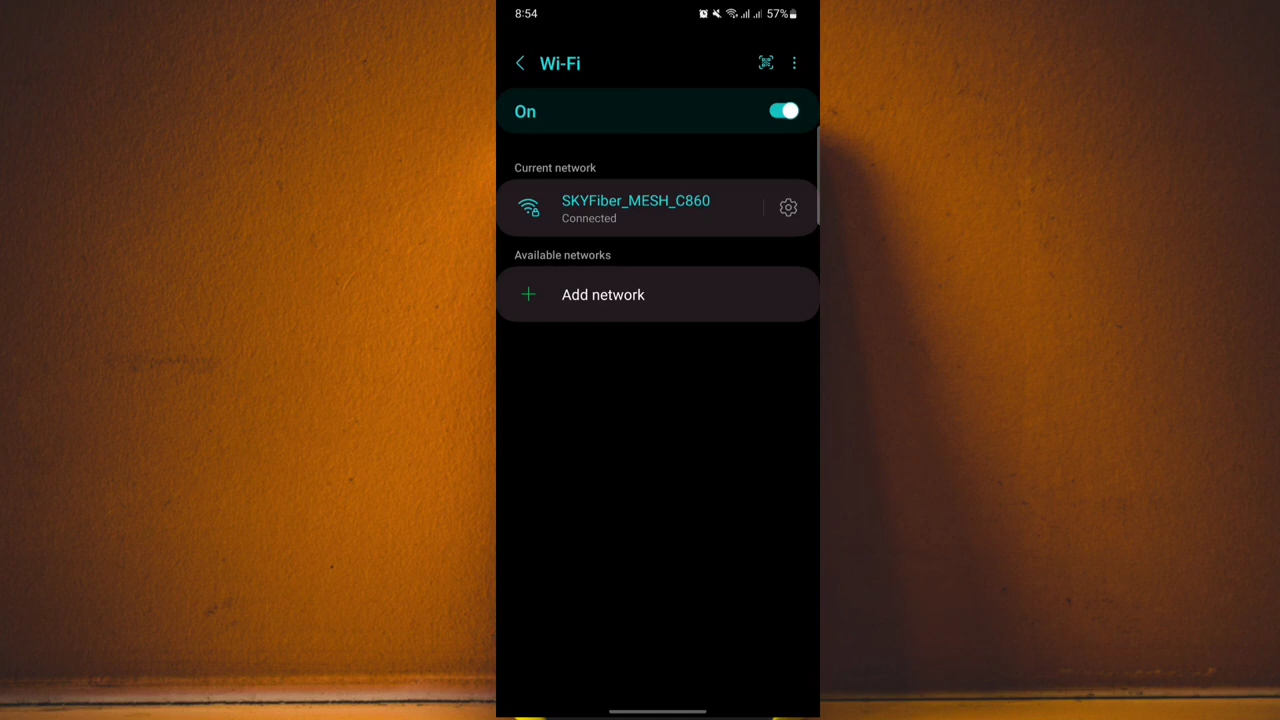 8:54
57%
Wi-Fi
On
Current network
SKYFiber_MESH_C860
Connected
Available networks
Add network